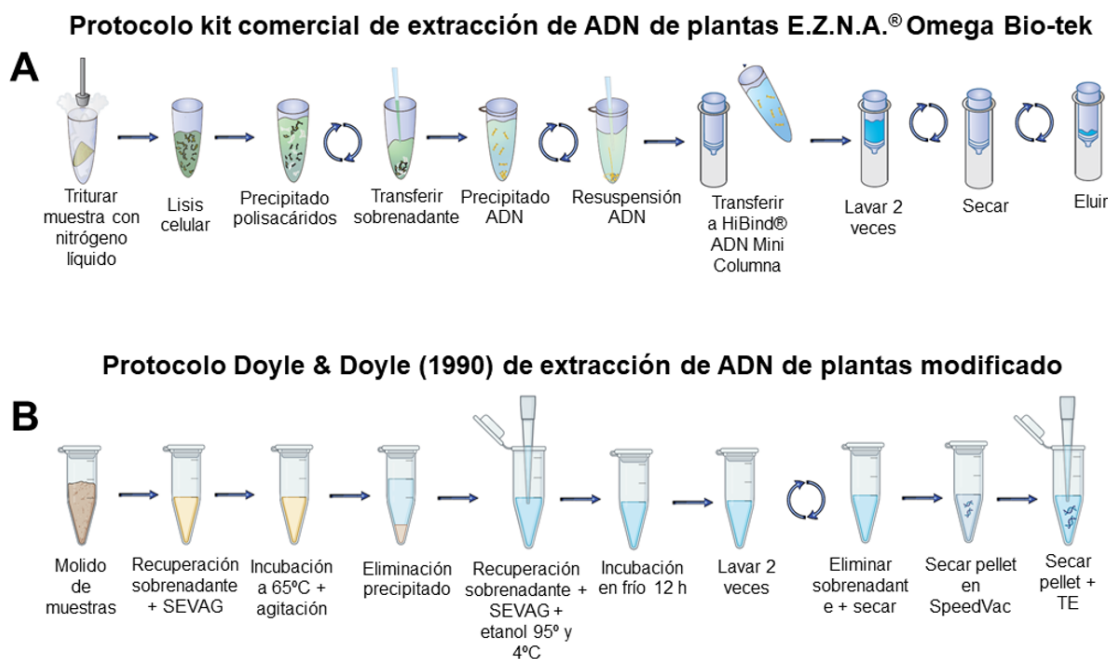 Protocolo kit comercial de extracción de ADN de plantas E.Z.N.A.® Omega Bio-tek
A
Triturar
muestra con
nitrógeno
líquido
Lisis
celular
Precipitado
polisacáridos
Transferir
sobrenadante
Precipitado
ADN
Resuspensión
ADN
Transferir
a HiBind®
ADN Mini
Columna
Lavar 2
veces
Secar
Eluir
Protocolo Doyle & Doyle (1990) de extracción de ADN de plantas modificado
B
Molido
de
muestras
Recuperación
sobrenadante
+ SEVAG
Incubación
a 65ºC +
agitación
Eliminación
precipitado
Recuperación
sobrenadante +
SEVAG +
etanol 95º y
4ºC
Incubación
en frío 12 h
Lavar 2
veces
Eliminar
sobrenadant
e + secar
Secar pellet
en
SpeedVac
Secar
pellet +
TE